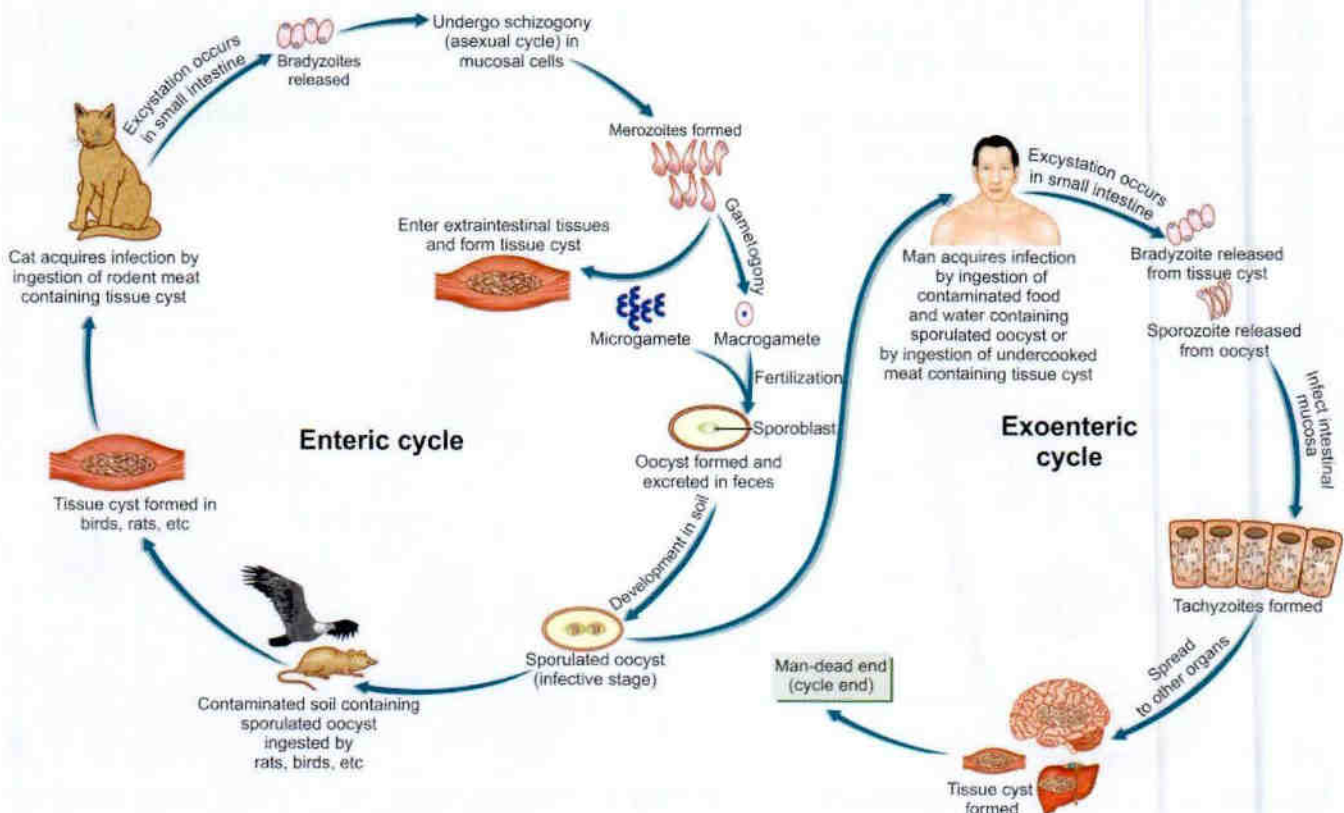 Excystation occurs
in small intestine
Bradyzoites
released
Undergo schizogony
(asexual cycle) in
mucosal cells
Merozoites formed
Gametogony
Enter extraintestinal tissues
and form tissue cyst
Microgamete
Macrogamete
Fertilization
Sporoblast
Oocyst formed and
excreted in feces
Development in soil
Sporulated oocyst
(infective stage)
Contaminated soil containing
sporulated oocyst
ingested by
rats, birds, etc
Tissue cyst formed in
birds, rats, etc
Cat acquires infection by
ingestion of rodent meat
containing tissue cyst
Enteric cycle
Man acquires infection
by ingestion of
contaminated food
and water containing
sporulated oocyst or
by ingestion of undercooked
meat containing tissue cyst
Excystation occurs
in small intestine
Bradyzoite released
from tissue cyst
Sporozoite released
from oocyst
Exoenteric
cycle
Infect intestinal
mucosa
Tachyzoites formed
Spread
to other organs
Tissue cyst
formed
Man-dead end
(cycle end)